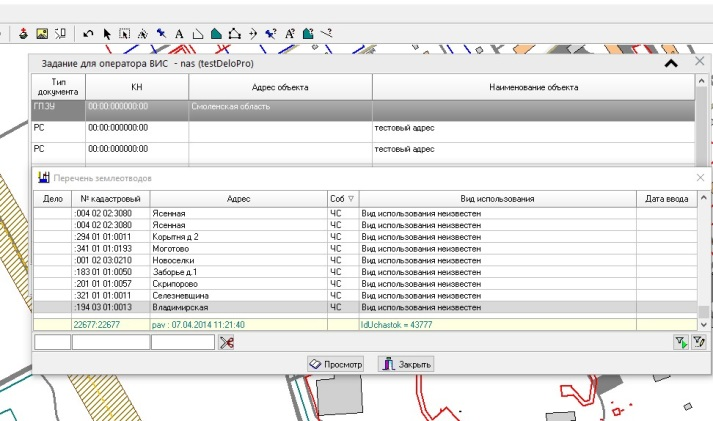 Задание для оператора ВИС - nas (testDeloPro)
Тип документа КН Адрес объекта Наименование объекта
ГПЗУ 00:00:000000:00 Смоленская область
РС 00:00:000000:00 тестовый адрес
РС 00:00:000000:00 тестовый адрес
Перечень землеотводов
Дело № кадастровый Адрес Соб Вид использования Дата ввода
:004 02 02:3080 Ясенная ЧС Вид использования неизвестен
:004 02 02:3080 Ясенная ЧС Вид использования неизвестен
:294 01 01:0011 Корытня д 2 ЧС Вид использования неизвестен
:341 01 01:0193 Моготово ЧС Вид использования неизвестен
:001 02 03:0210 Новоселки ЧС Вид использования неизвестен
:183 01 01:0050 Заборье д.1 ЧС Вид использования неизвестен
:201 01 01:0057 Скрипорово ЧС Вид использования неизвестен
:321 01 01:0011 Селезневщина ЧС Вид использования неизвестен
:194 03 01:0013 Владимирская ЧС Вид использования неизвестен
22677:22677 pav : 07.04.2014 11:21:40 IdUchastok = 43777
Просмотр Закрыть